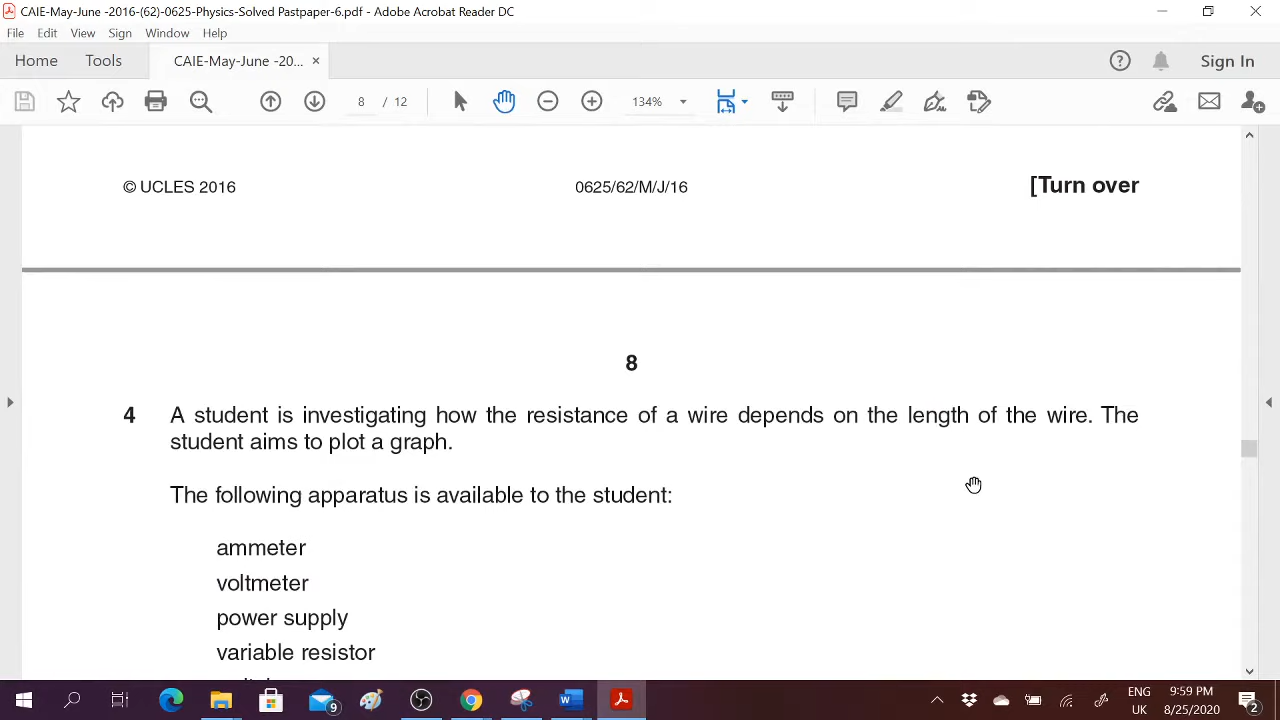 CAIE-May-June -2016-(62)-0625-Physics-Solved Pastpaper-6.pdf - Adobe Acrobat Reader DC
File Edit View Sign Window Help
Home Tools CAIE-May-June -20... × Sign In
8 / 12 134%
© UCLES 2016 0625/62/M/J/16 [Turn over
8
4 A student is investigating how the resistance of a wire depends on the length of the wire. The
student aims to plot a graph.
The following apparatus is available to the student:
ammeter
voltmeter
power supply
variable resistor
9 ENG 9:59 PM
UK 8/25/2020 2